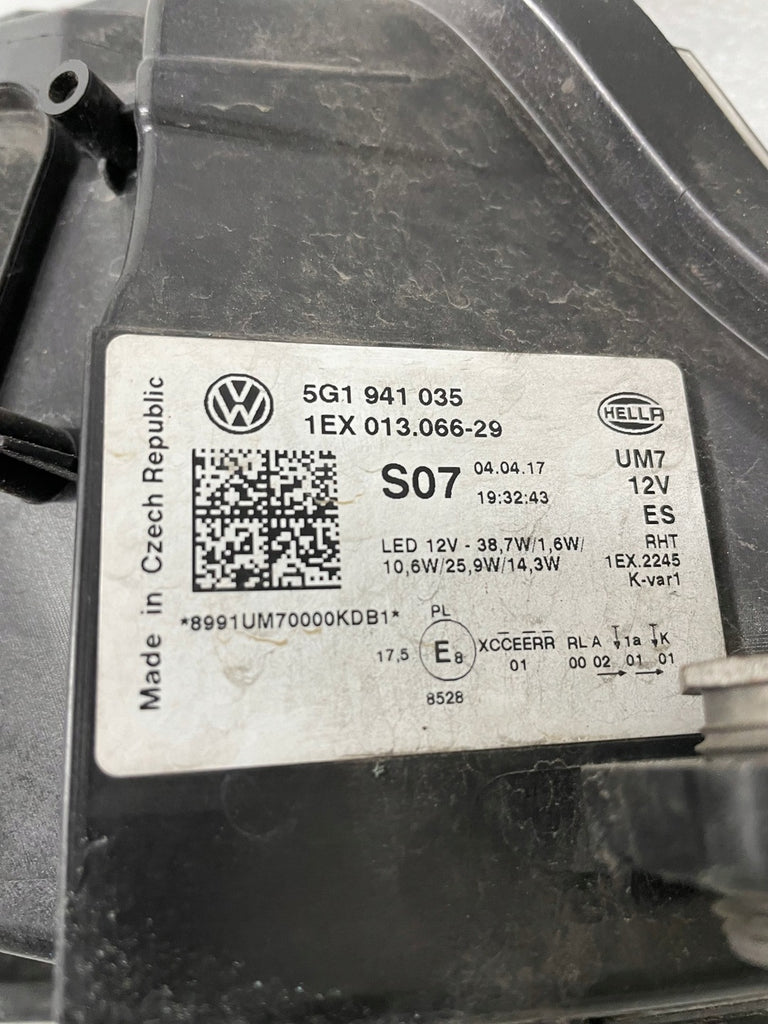 Made in Czech Republic
5G1 941 035
1EX 013.066-29
HELLA
S07
04.04.17
19:32:43
UM7
12V
ES
LED 12V - 38,7W/1,6W/
10,6W/25,9W/14,3W
RHT
1EX.2245
K-var1
*8991UM70000KDB1*
PL
17,5
E8
XCCEERR RL A 1a K
01 00 02 01 01
8528